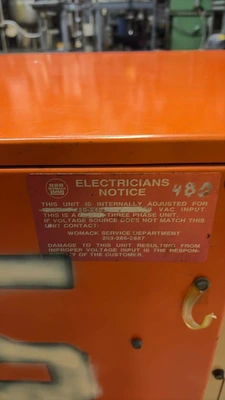 ELECTRICIANS
NOTICE
480
THIS UNIT IS INTERNALLY ADJUSTED FOR
VAC INPUT
THIS IS A THREE PHASE UNIT.
IF VOLTAGE SOURCE DOES NOT MATCH THIS
UNIT CONTACT:
WOMACK SERVICE DEPARTMENT
DAMAGE TO THIS UNIT RESULTING FROM
IMPROPER VOLTAGE INPUT IS THE RESPON-
OF THE CUSTOMER.